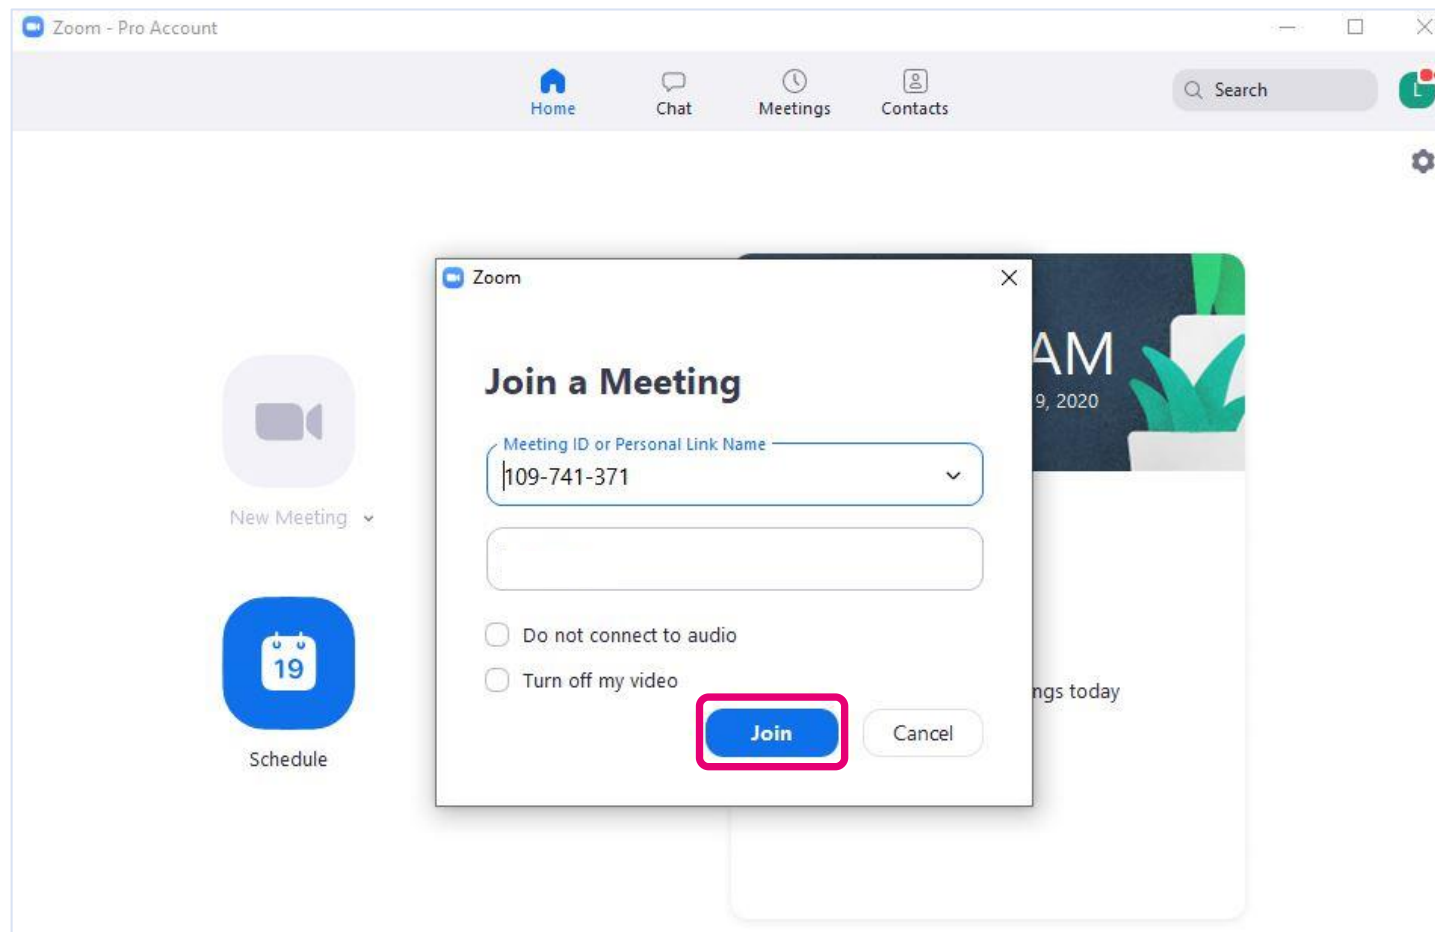 Zoom - Pro Account
Home
Chat
Meetings
Contacts
Search
L
Zoom
Join a Meeting
Meeting ID or Personal Link Name
109-741-371
Do not connect to audio
Turn off my video
Join
Cancel
AM
9, 2020
New Meeting
19
Schedule
ngs today